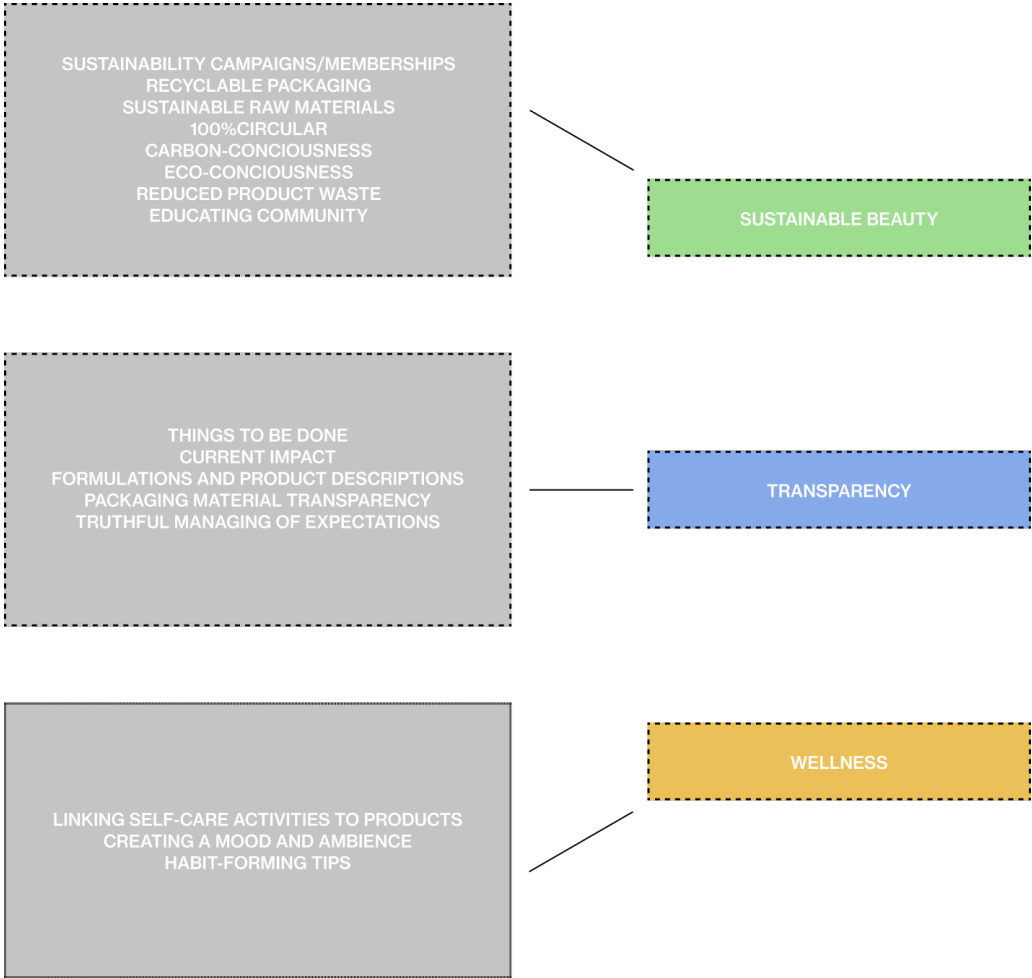 SUSTAINABILITY CAMPAIGNS/MEMBERSHIPS
RECYCLABLE PACKAGING
SUSTAINABLE RAW MATERIALS
100%CIRCULAR
CARBON-CONCIOUSNESS
ECO-CONCIOUSNESS
REDUCED PRODUCT WASTE
EDUCATING COMMUNITY
SUSTAINABLE BEAUTY
THINGS TO BE DONE
CURRENT IMPACT
FORMULATIONS AND PRODUCT DESCRIPTIONS
PACKAGING MATERIAL TRANSPARENCY
TRUTHFUL MANAGING OF EXPECTATIONS
TRANSPARENCY
LINKING SELF-CARE ACTIVITIES TO PRODUCTS
CREATING A MOOD AND AMBIENCE
HABIT-FORMING TIPS
WELLNESS